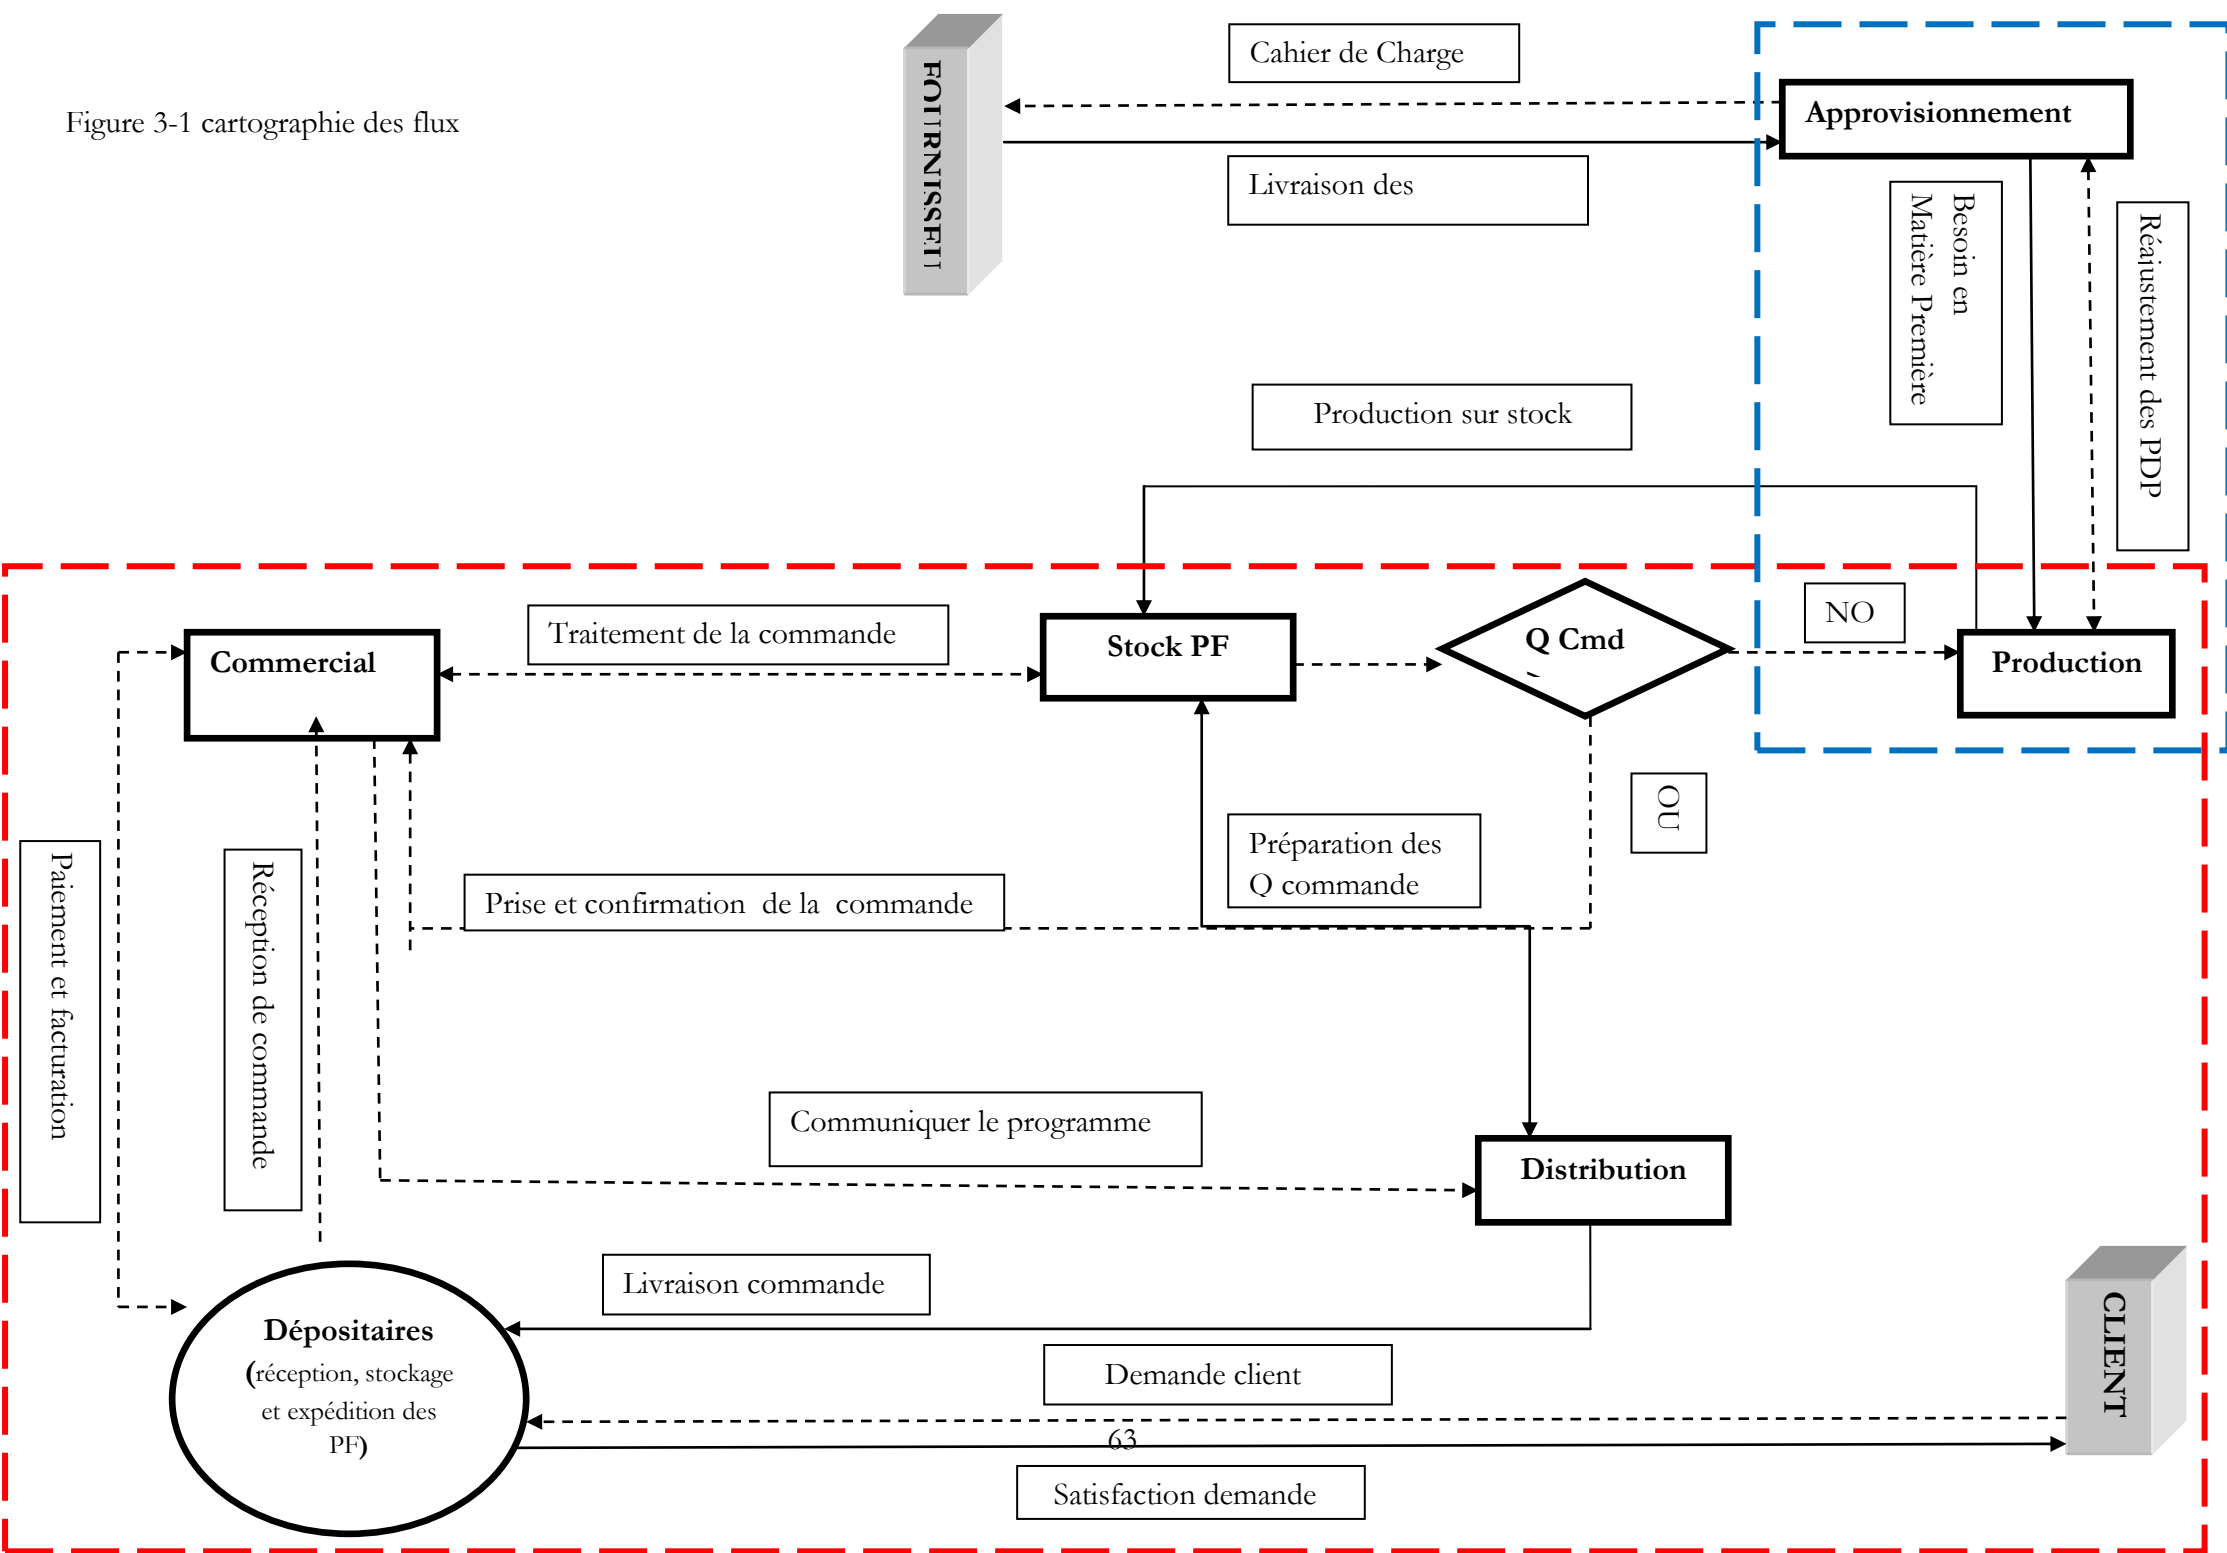 Cahier de Charge
Approvisionnement
Figure 3-1 cartographie des flux
Livraison des
Besoin en
Matière Première
Réajustement des PDP
Production sur stock
NO
Traitement de la commande
Stock PF
Q Cmd
Commercial
Production
OU
Préparation des
Q commande
Paiement et facturation
Réception de commande
Prise et confirmation de la commande
Communiquer le programme
Distribution
Livraison commande
CLIENT
Dépositaires
(réception, stockage
et expédition des
PF)
Demande client
63
Satisfaction demande